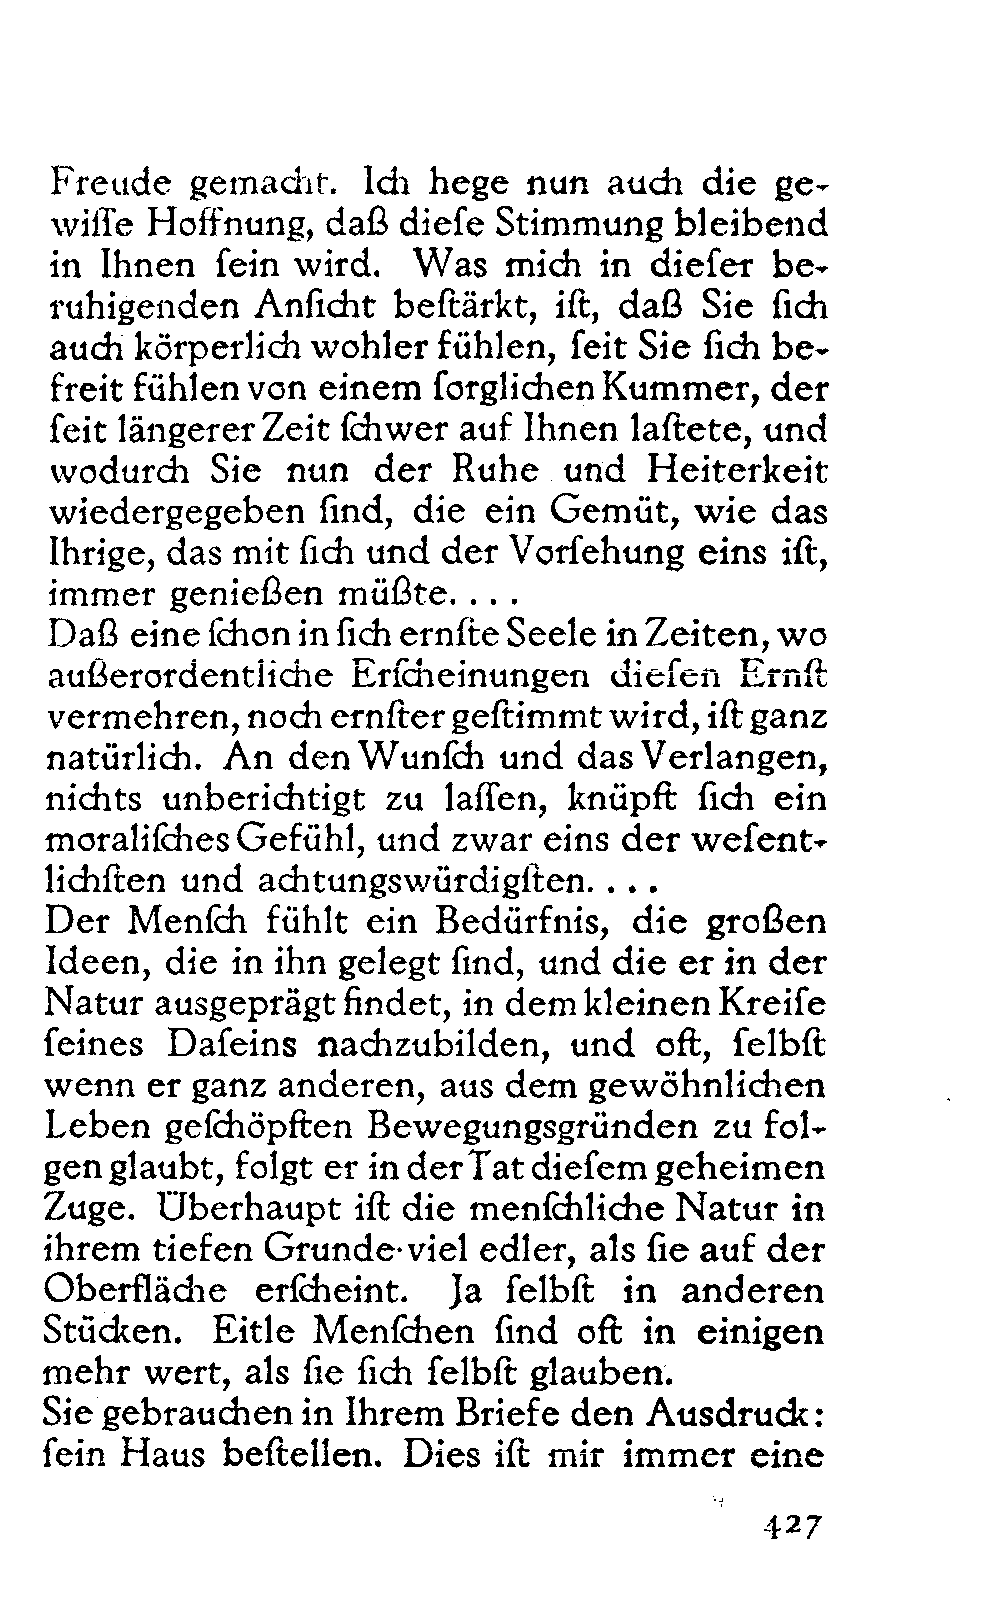 Freude gemacht. Ich hege nun auch die ge-
wiſſe Hoffnung, daß dieſe Stimmung bleibend
in Ihnen ſein wird. Was mich in dieſer be-
ruhigenden Anſicht beſtärkt, iſt, daß Sie ſich
auch körperlich wohler fühlen, ſeit Sie ſich be-
freit fühlen von einem ſorglichen Kummer, der
ſeit längerer Zeit ſchwer auf Ihnen laſtete, und
wodurch Sie nun der Ruhe und Heiterkeit
wiedergegeben ſind, die ein Gemüt, wie das
Ihrige, das mit ſich und der Vorſehung eins iſt,
immer genießen müßte. . . .
Daß eine ſchon in ſich ernſte Seele in Zeiten, wo
außerordentliche Erſcheinungen dieſen Ernſt
vermehren, noch ernſter geſtimmt wird, iſt ganz
natürlich. An den Wunſch und das Verlangen,
nichts unberichtigt zu laſſen, knüpft ſich ein
moraliſches Gefühl, und zwar eins der weſent-
lichſten und achtungswürdigſten. . . .
Der Menſch fühlt ein Bedürfnis, die großen
Ideen, die in ihn gelegt ſind, und die er in der
Natur ausgeprägt findet, in dem kleinen Kreiſe
ſeines Daſeins nachzubilden, und oft, ſelbſt
wenn er ganz anderen, aus dem gewöhnlichen
Leben geſchöpften Bewegungsgründen zu fol-
gen glaubt, folgt er in der Tat dieſem geheimen
Zuge. Überhaupt iſt die menſchliche Natur in
ihrem tiefen Grunde viel edler, als ſie auf der
Oberfläche erſcheint. Ja ſelbſt in anderen
Stücken. Eitle Menſchen ſind oft in einigen
mehr wert, als ſie ſich ſelbſt glauben.
Sie gebrauchen in Ihrem Briefe den Ausdruck:
ſein Haus beſtellen. Dies iſt mir immer eine
427